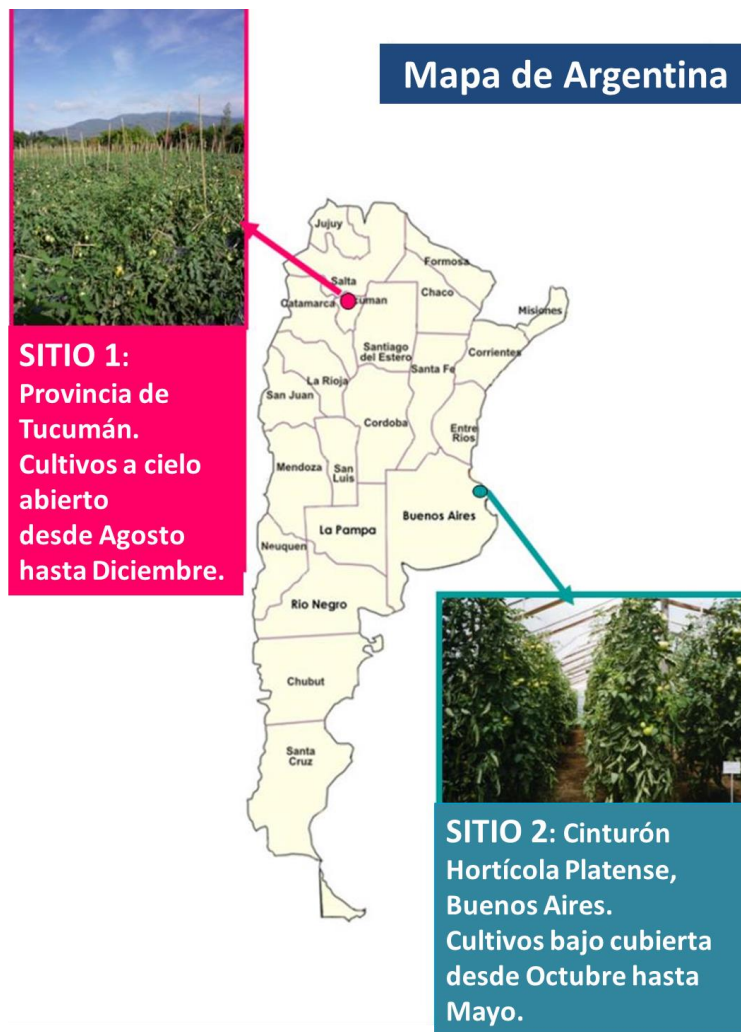 Mapa de Argentina
Jujuy
Formosa
Salta
Chaco
Catamarca
cumán
Misiones
Santiago
del Estero
Corrientes
Santa Fe
La Rioja
San Juan
Cordoba
Entre
Rios
Mendoza
San
Luis
Buenos Aires
La Pampa
Neuquen
Rio Negro
Chubut
Santa
Cruz
SITIO 1:
Provincia de
Tucumán.
Cultivos a cielo
abierto
desde Agosto
hasta Diciembre.
SITIO 2: Cinturón
Hortícola Platense,
Buenos Aires.
Cultivos bajo cubierta
desde Octubre hasta
Mayo.